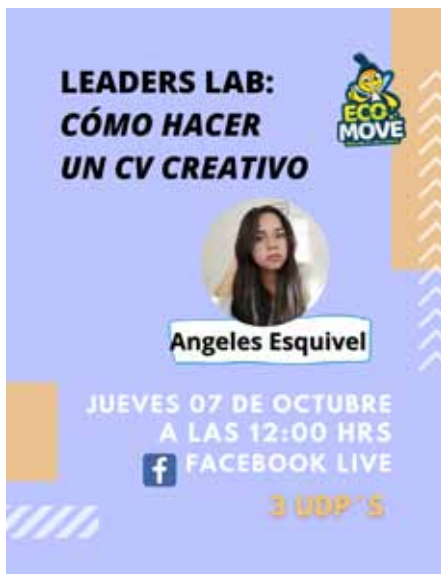 LEADERS LAB:
CÓMO HACER
UN CV CREATIVO
ECO
MOVE
Angeles Esquivel
JUEVES 07 DE OCTUBRE
A LAS 12:00 HRS
f FACEBOOK LIVE
3 UDP´S